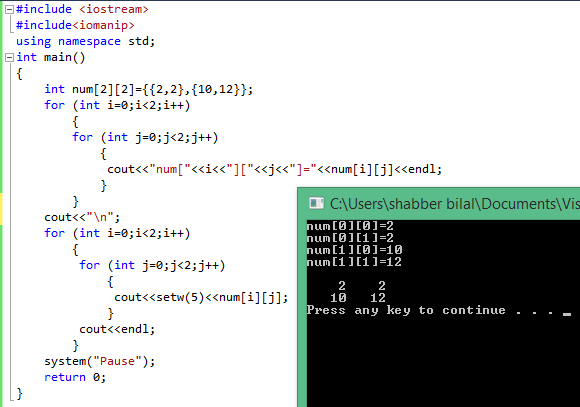 #include <iostream>
#include<iomanip>
using namespace std;
int main()
{
int num[2][2]={{2,2},{10,12}};
for (int i=0;i<2;i++)
{
for (int j=0;j<2;j++)
{
cout<<"num["<<i<<"]["<<j<<"]="<<num[i][j]<<endl;
}
}
cout<<"\n";
for (int i=0;i<2;i++)
{
for (int j=0;j<2;j++)
{
cout<<setw(5)<<num[i][j];
}
cout<<endl;
}
system("Pause");
return 0;
}
C:\Users\shabber bilal\Documents\Vis
num[0][0]=2
num[0][1]=2
num[1][0]=10
num[1][1]=12
2 2
10 12
Press any key to continue . . . _